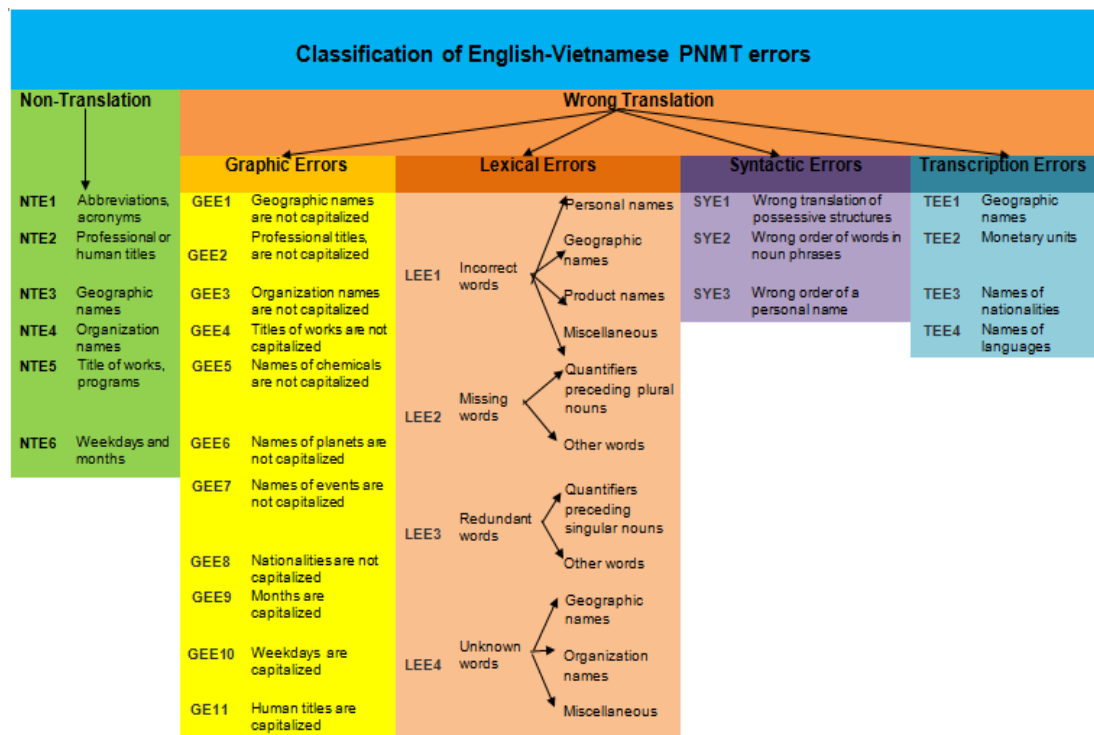 Classification of English-Vietnamese PNMT errors
Non-Translation
Wrong Translation
Graphic Errors
Lexical Errors
Syntactic Errors
Transcription Errors
NTE1 Abbreviations,
acronyms
NTE2 Professional or
human titles
NTE3 Geographic
names
NTE4 Organization
names
NTE5 Title of works,
programs
NTE6 Weekdays and
months
GEE1 Geographic names
are not capitalized
GEE2 Professional titles,
are not capitalized
GEE3 Organization names
are not capitalized
GEE4 Titles of works are not
capitalized
GEE5 Names of chemicals
are not capitalized
GEE6 Names of planets are
not capitalized
GEE7 Names of events are
not capitalized
GEE8 Nationalities are not
capitalized
GEE9 Months are
capitalized
GEE10 Weekdays are
capitalized
GE11 Human titles are
capitalized
LEE1 Incorrect
words
Personal names
Geographic
names
Product names
Miscellaneous
LEE2 Missing
words
Quantifiers
preceding plural
nouns
Other words
LEE3 Redundant
words
Quantifiers
preceding
singular nouns
Other words
LEE4 Unknown
words
Geographic
names
Organization
names
Miscellaneous
SYE1 Wrong translation of
possessive structures
SYE2 Wrong order of words in
noun phrases
SYE3 Wrong order of a
personal name
TEE1 Geographic
names
TEE2 Monetary units
TEE3 Names of
nationalities
TEE4 Names of
languages